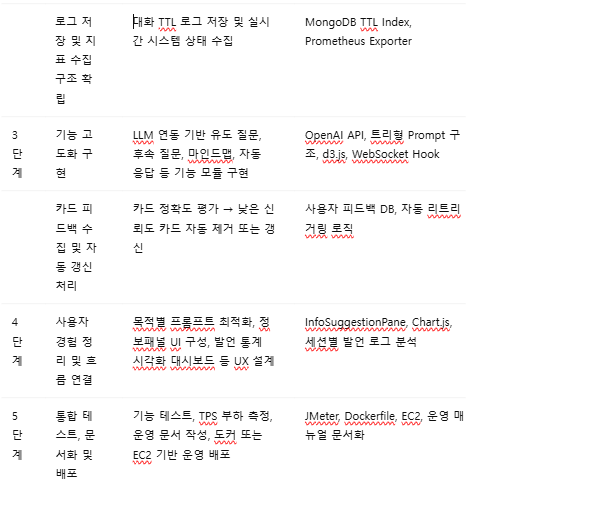 로그 저
장 및 지
표 수집
구조 확
립
대화 TTL 로그 저장 및 실시
간 시스템 상태 수집
MongoDB TTL Index,
Prometheus Exporter
3
단
계
기능 고
도화 구
현
LLM 연동 기반 유도 질문,
후속 질문, 마인드맵, 자동
응답 등 기능 모듈 구현
OpenAI API, 트리형 Prompt 구
조, d3.js, WebSocket Hook
카드 피
드백 수
집 및 자
동 갱신
처리
카드 정확도 평가 → 낮은 신
뢰도 카드 자동 제거 또는 갱
신
사용자 피드백 DB, 자동 리트리
거링 로직
4
단
계
사용자
경험 정
리 및 흐
름 연결
목적별 프롬프트 최적화, 정
보패널 UI 구성, 발언 통계
시각화 대시보드 등 UX 설계
InfoSuggestionPane, Chart.js,
세션별 발언 로그 분석
5
단
계
통합 테
스트, 문
서화 및
배포
기능 테스트, TPS 부하 측정,
운영 문서 작성, 도커 또는
EC2 기반 운영 배포
JMeter, Dockerfile, EC2, 운영 매
뉴얼 문서화